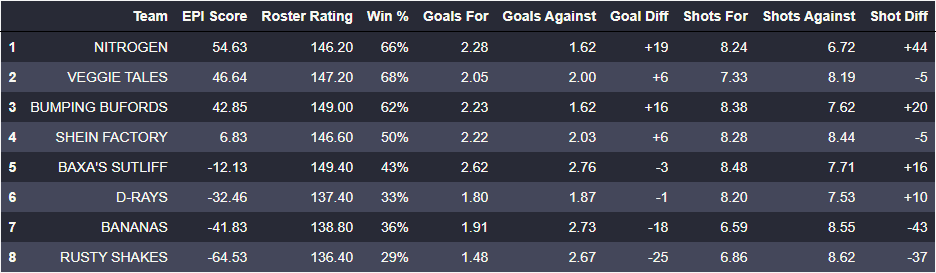 Team EPI Score Roster Rating Win % Goals For Goals Against Goal Diff Shots For Shots Against Shot Diff
1 NITROGEN 54.63 146.20 66% 2.28 1.62 +19 8.24 6.72 +44
2 VEGGIE TALES 46.64 147.20 68% 2.05 2.00 +6 7.33 8.19 -5
3 BUMPING BUFORDS 42.85 149.00 62% 2.23 1.62 +16 8.38 7.62 +20
4 SHEIN FACTORY 6.83 146.60 50% 2.22 2.03 +6 8.28 8.44 -5
5 BAXA'S SUTLIFF -12.13 149.40 43% 2.62 2.76 -3 8.48 7.71 +16
6 D-RAYS -32.46 137.40 33% 1.80 1.87 -1 8.20 7.53 +10
7 BANANAS -41.83 138.80 36% 1.91 2.73 -18 6.59 8.55 -43
8 RUSTY SHAKES -64.53 136.40 29% 1.48 2.67 -25 6.86 8.62 -37